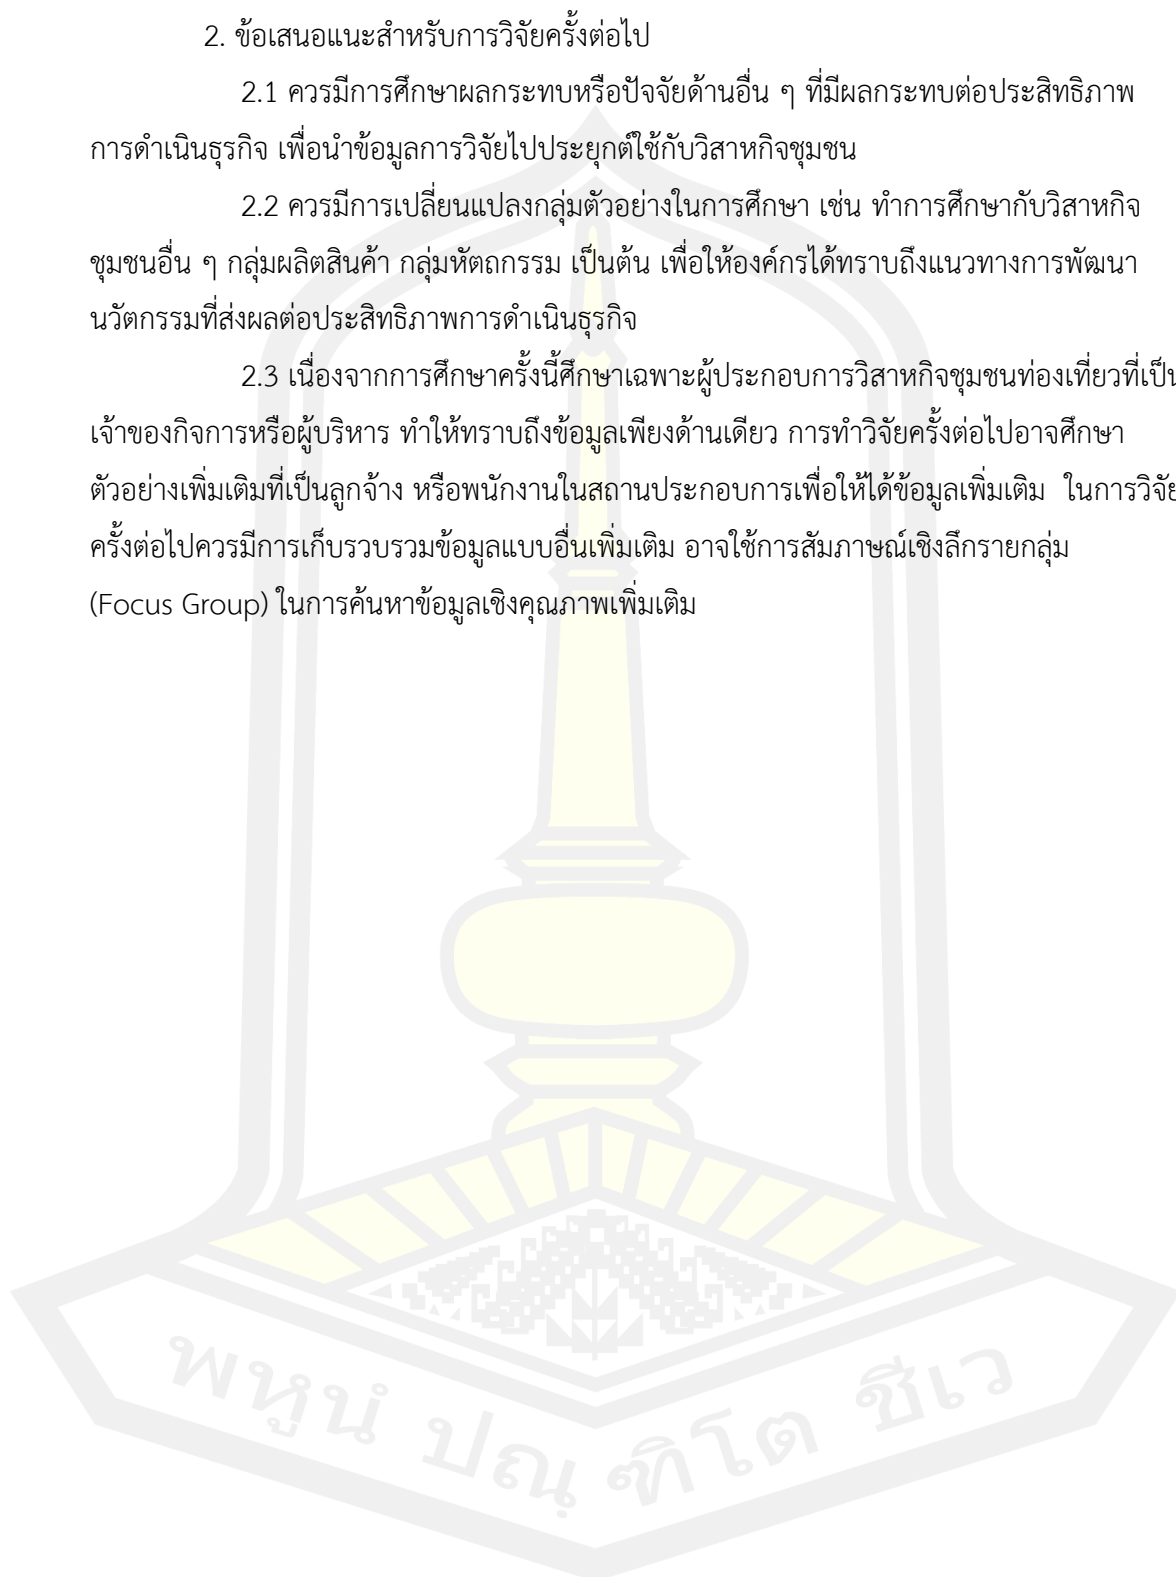 2. ข้อเสนอแนะสำหรับการวิจัยครั้งต่อไป
2.1 ควรมีการศึกษาผลกระทบหรือปัจจัยด้านอื่น ๆ ที่มีผลกระทบต่อประสิทธิภาพ
การดำเนินธุรกิจ เพื่อนำข้อมูลการวิจัยไปประยุกต์ใช้กับวิสาหกิจชุมชน
2.2 ควรมีการเปลี่ยนแปลงกลุ่มตัวอย่างในการศึกษา เช่น ทำการศึกษากับวิสาหกิจ
ชุมชนอื่น ๆ กลุ่มผลิตสินค้า กลุ่มหัตถกรรม เป็นต้น เพื่อให้องค์กรได้ทราบถึงแนวทางการพัฒนา
นวัตกรรมที่ส่งผลต่อประสิทธิภาพการดำเนินธุรกิจ
2.3 เนื่องจากการศึกษาครั้งนี้ศึกษาเฉพาะผู้ประกอบการวิสาหกิจชุมชนท่องเที่ยวที่เป็น
เจ้าของกิจการหรือผู้บริหาร ทำให้ทราบถึงข้อมูลเพียงด้านเดียว การทำวิจัยครั้งต่อไปอาจศึกษา
ตัวอย่างเพิ่มเติมที่เป็นลูกจ้าง หรือพนักงานในสถานประกอบการเพื่อให้ได้ข้อมูลเพิ่มเติม ในการวิจัย
ครั้งต่อไปควรมีการเก็บรวบรวมข้อมูลแบบอื่นเพิ่มเติม อาจใช้การสัมภาษณ์เชิงลึกรายกลุ่ม
(Focus Group) ในการค้นหาข้อมูลเชิงคุณภาพเพิ่มเติม
พหูนํ ปณฺฑิโต ชีเว